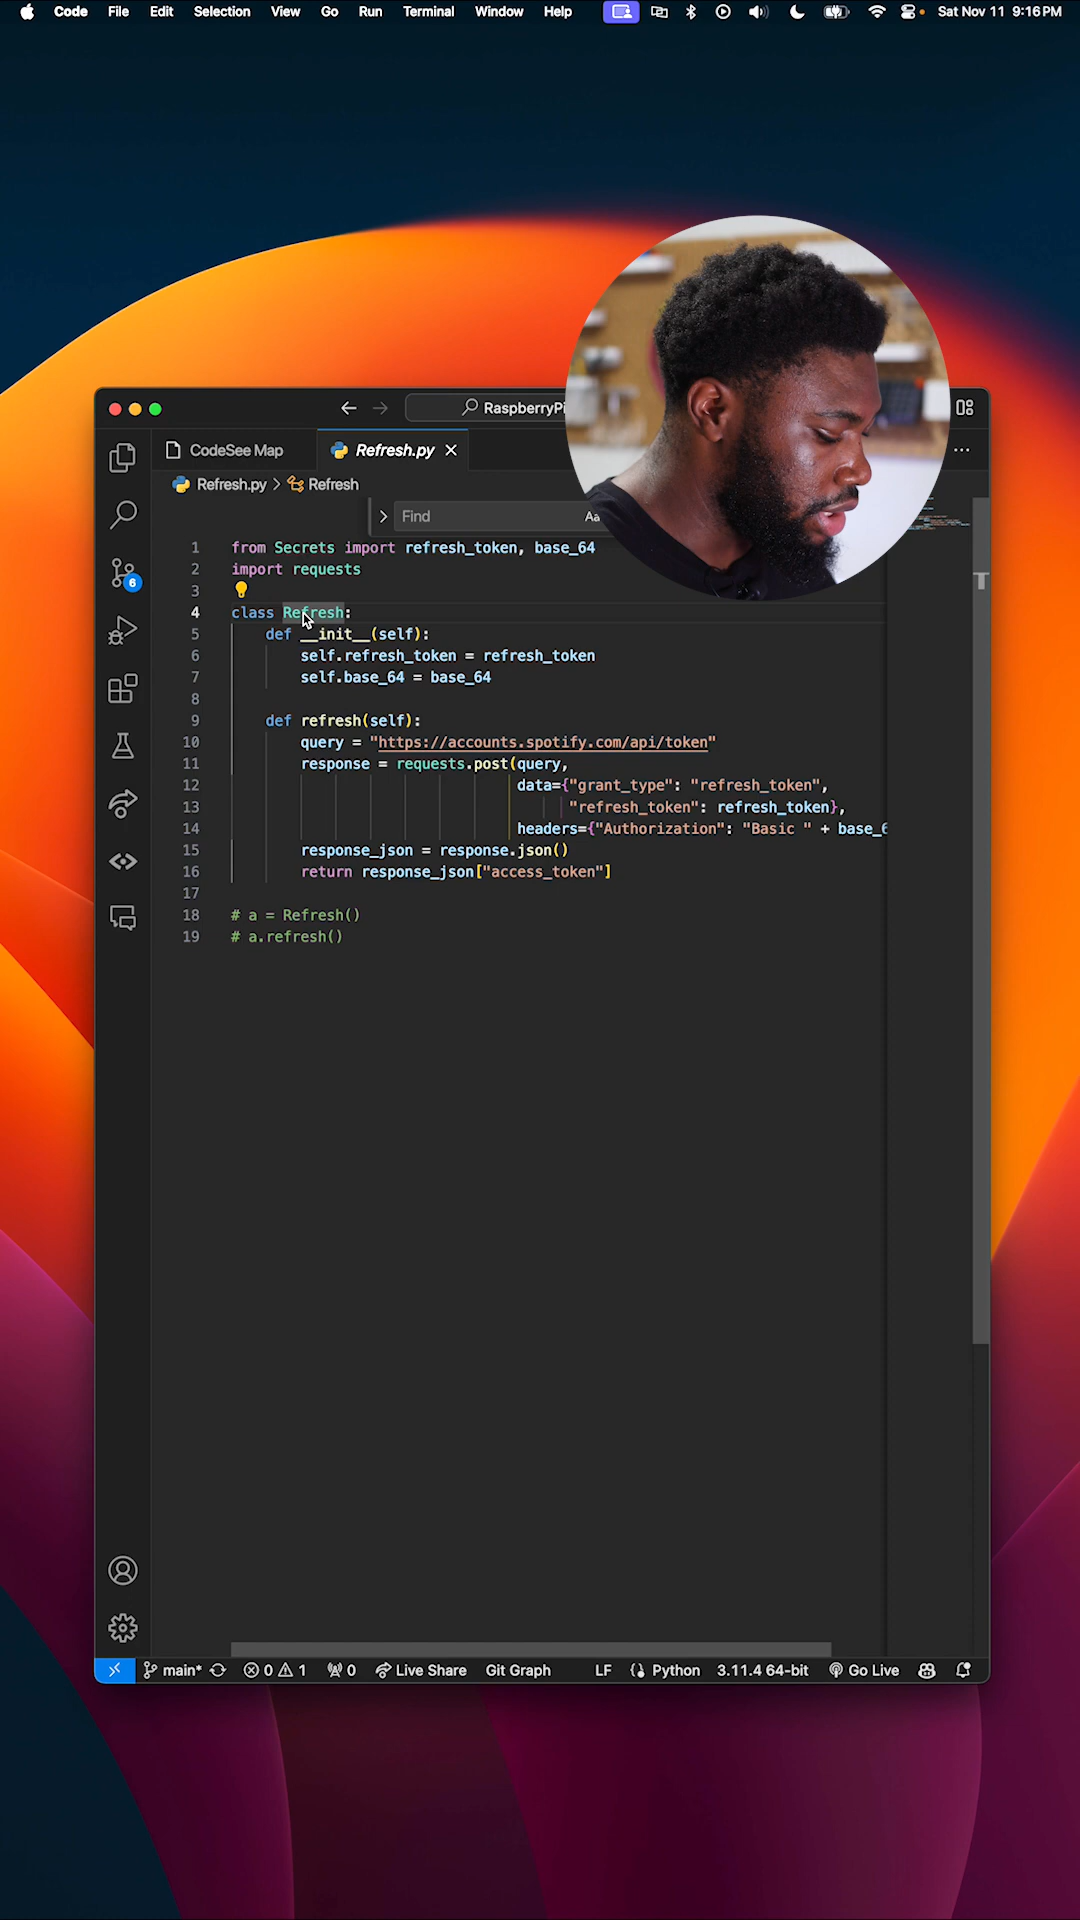 Code File Edit Selection View Go Run Terminal Window Help Sat Nov 11 9:16 PM
RaspberryPi
CodeSee Map Refresh.py
Refresh.py > Refresh
Find Aa
1 from Secrets import refresh_token, base_64
2 import requests
3
4 class Refresh:
5 def __init__(self):
6 self.refresh_token = refresh_token
7 self.base_64 = base_64
8
9 def refresh(self):
10 query = "https://accounts.spotify.com/api/token"
11 response = requests.post(query,
12 data={"grant_type": "refresh_token",
13 "refresh_token": refresh_token},
14 headers={"Authorization": "Basic " + base_6
15 response_json = response.json()
16 return response_json["access_token"]
17
18 # a = Refresh()
19 # a.refresh()
6
main* 0 1 0 Live Share Git Graph LF Python 3.11.4 64-bit Go Live